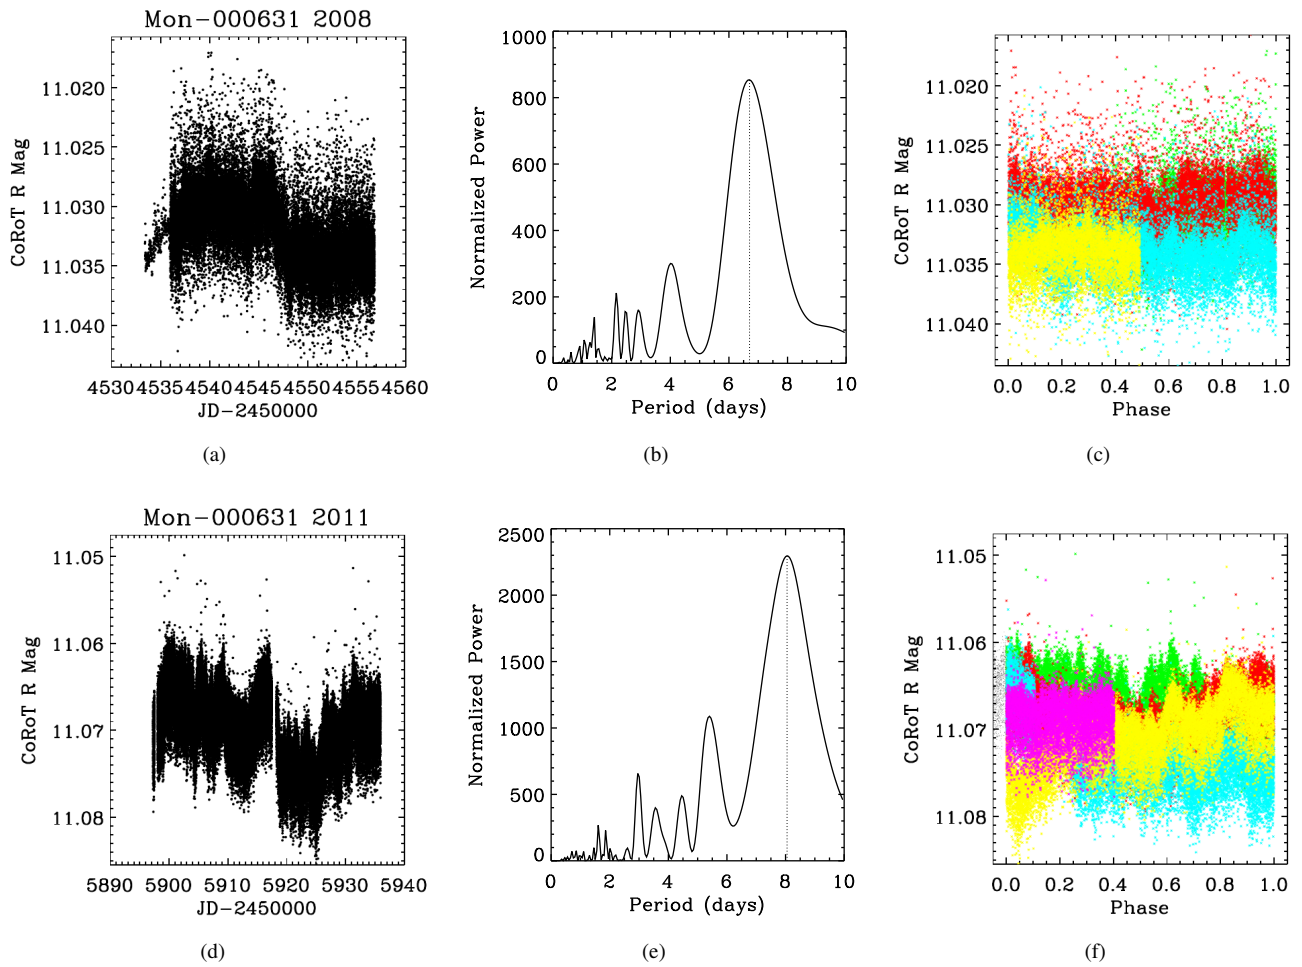 Mon-000631 2008
CoRoT R Mag
11.020
11.025
11.030
11.035
11.040
4530 4535 4540 4545 4550 4555 4560
JD-2450000
(a)
Normalized Power
1000
800
600
400
200
0
0 2 4 6 8 10
Period (days)
(b)
CoRoT R Mag
11.020
11.025
11.030
11.035
11.040
0.0 0.2 0.4 0.6 0.8 1.0
Phase
(c)
Mon-000631 2011
CoRoT R Mag
11.05
11.06
11.07
11.08
5890 5900 5910 5920 5930 5940
JD-2450000
(d)
Normalized Power
2500
2000
1500
1000
500
0
0 2 4 6 8 10
Period (days)
(e)
CoRoT R Mag
11.05
11.06
11.07
11.08
0.0 0.2 0.4 0.6 0.8 1.0
Phase
(f)